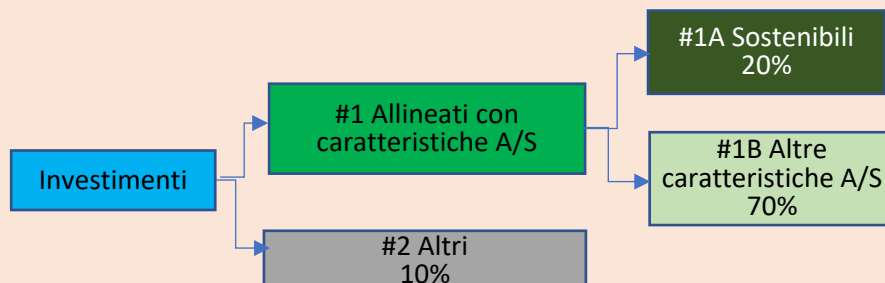 Investimenti
#1 Allineati con
caratteristiche A/S
#2 Altri
10%
#1A Sostenibili
20%
#1B Altre
caratteristiche A/S
70%